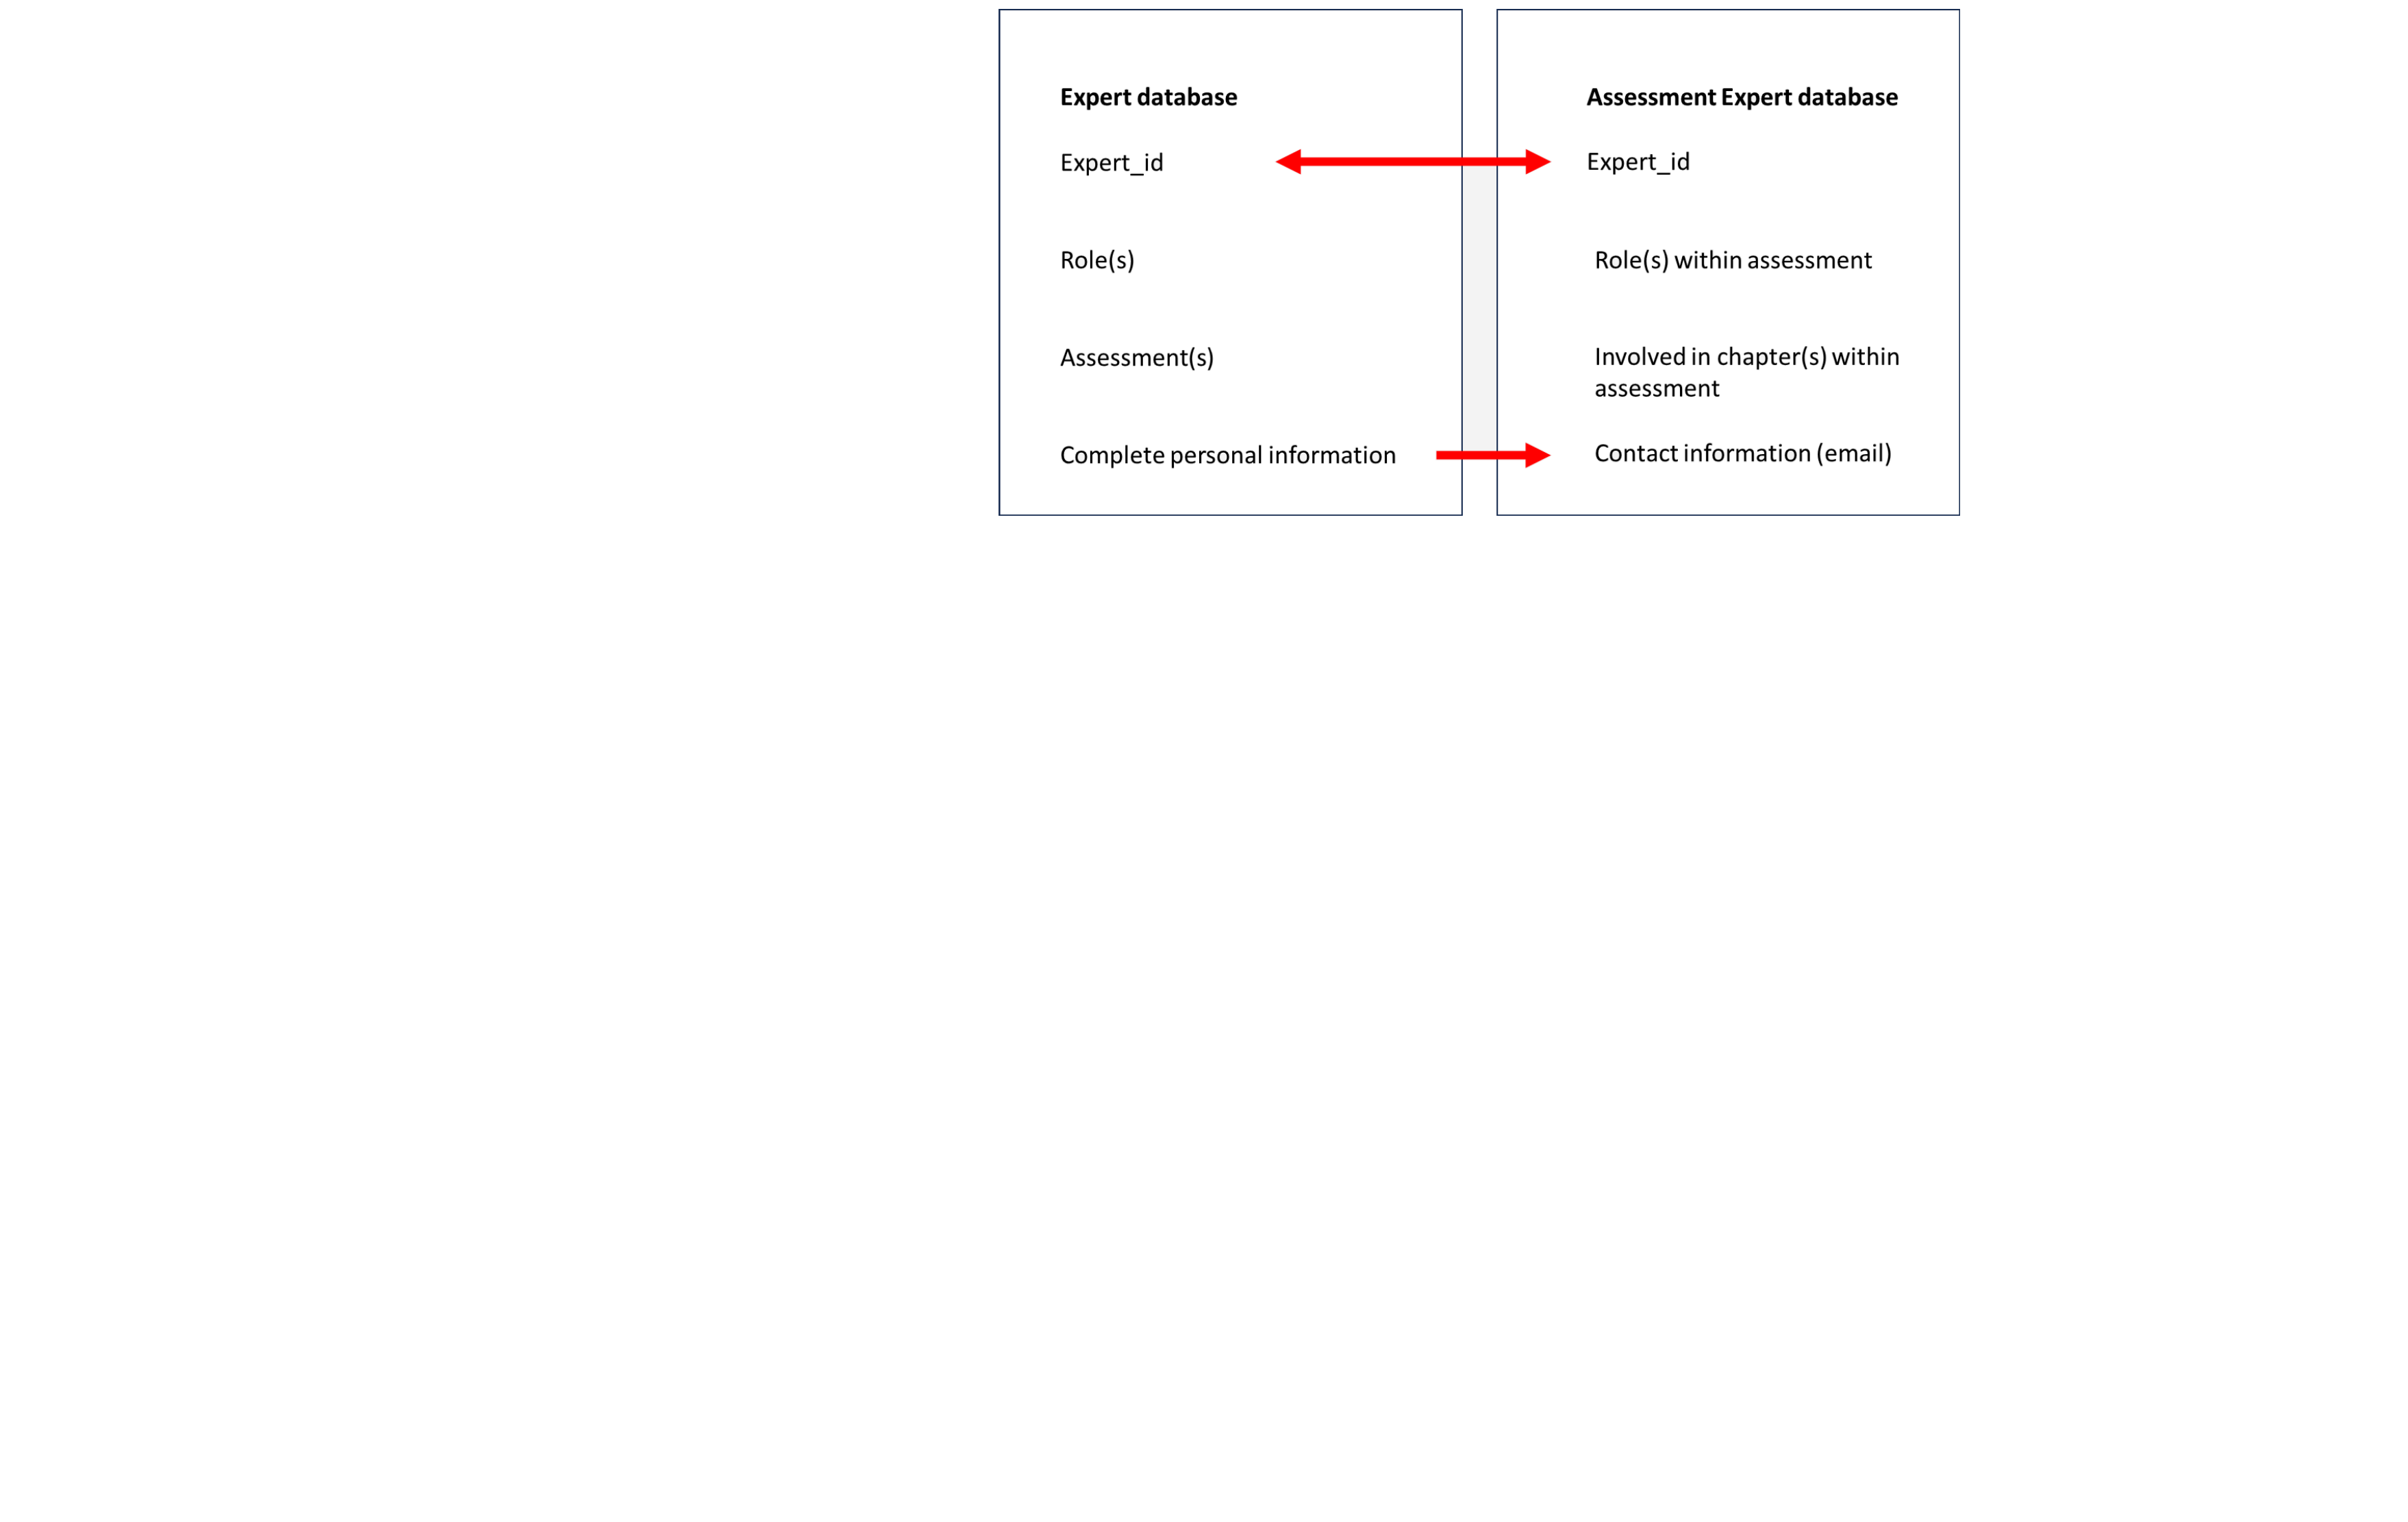 Expert database
Expert_id
Role(s)
Assessment(s)
Complete personal information
Assessment Expert database
Expert_id
Role(s) within assessment
Involved in chapter(s) within
assessment
Contact information (email)